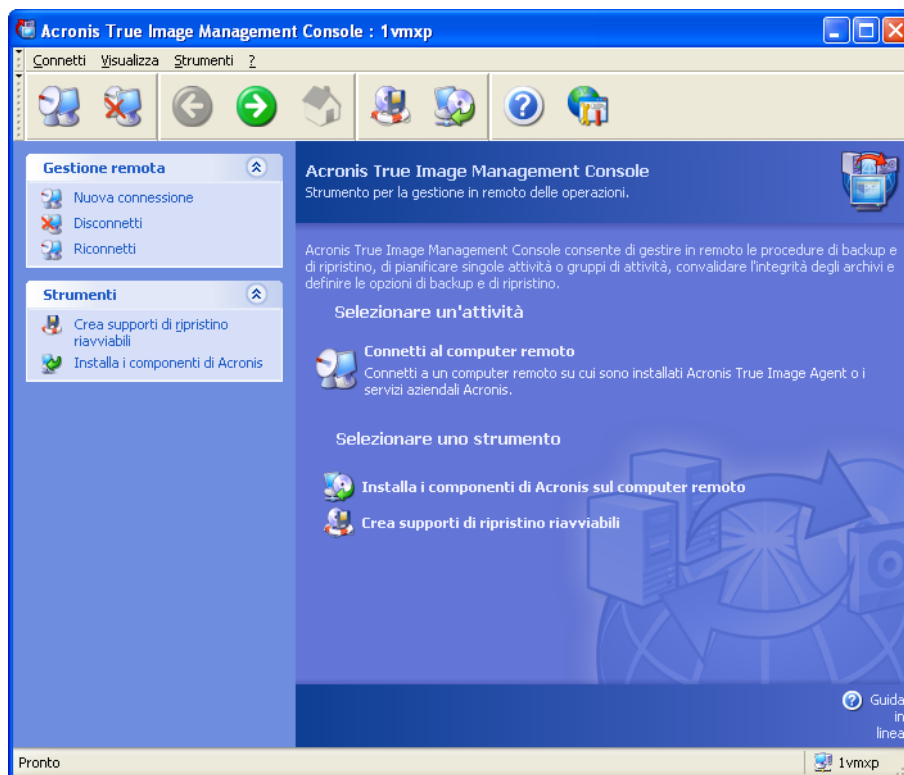 Acronis True Image Management Console : 1vmxp
Connetti Visualizza Strumenti ?
Gestione remota
Nuova connessione
Disconnetti
Riconnetti
Strumenti
Crea supporti di ripristino
riavviabili
Installa i componenti di Acronis
Acronis True Image Management Console
Strumento per la gestione in remoto delle operazioni.
Acronis True Image Management Console consente di gestire in remoto le procedure di backup e
di ripristino, di pianificare singole attività o gruppi di attività, convalidare l'integrità degli archivi e
definire le opzioni di backup e di ripristino.
Selezionare un'attività
Connetti al computer remoto
Connetti a un computer remoto su cui sono installati Acronis True Image Agent o i
servizi aziendali Acronis.
Selezionare uno strumento
Installa i componenti di Acronis sul computer remoto
Crea supporti di ripristino riavviabili
Guida
in
linea
Pronto
1vmxp